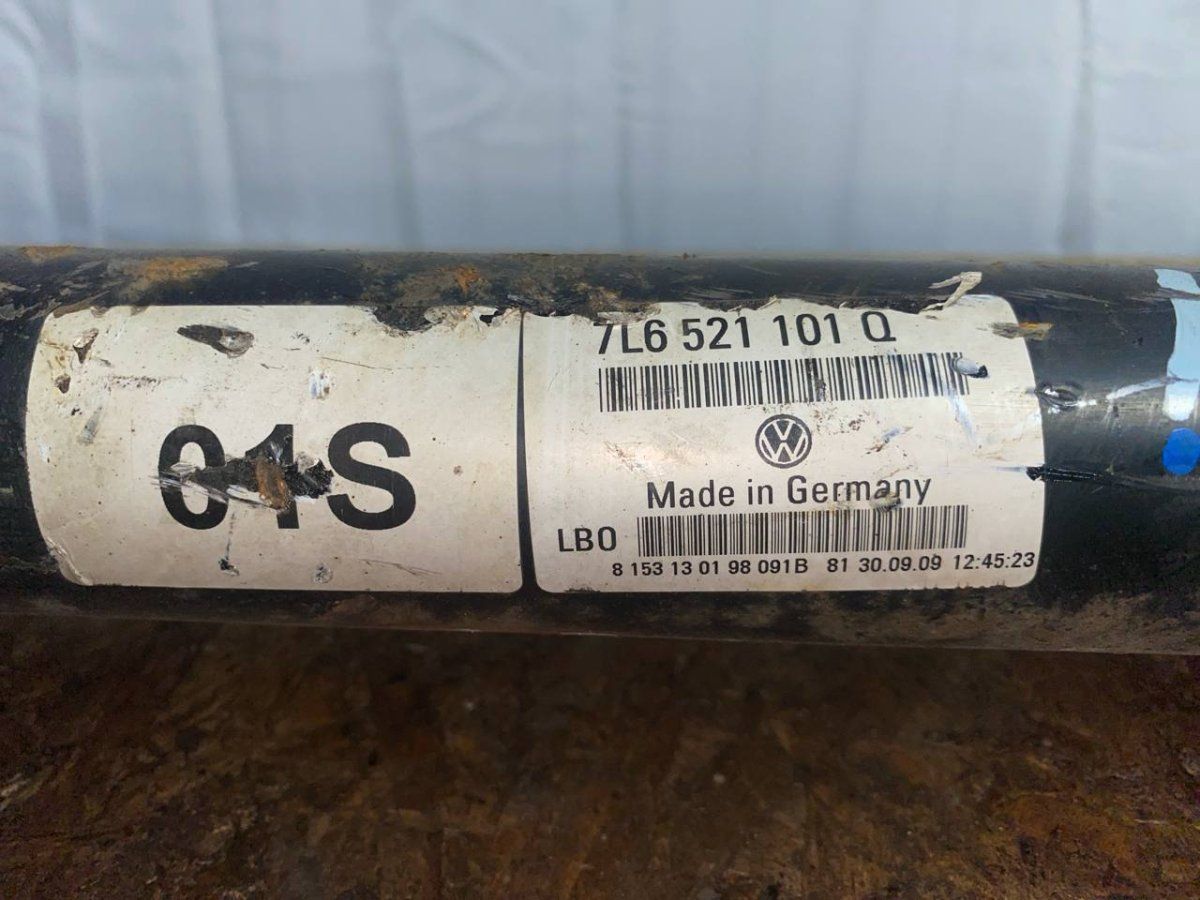 01S
7L6 521 101 Q
VW
Made in Germany
LBO
8 153 13 01 98 091B 81 30.09.09 12:45:23